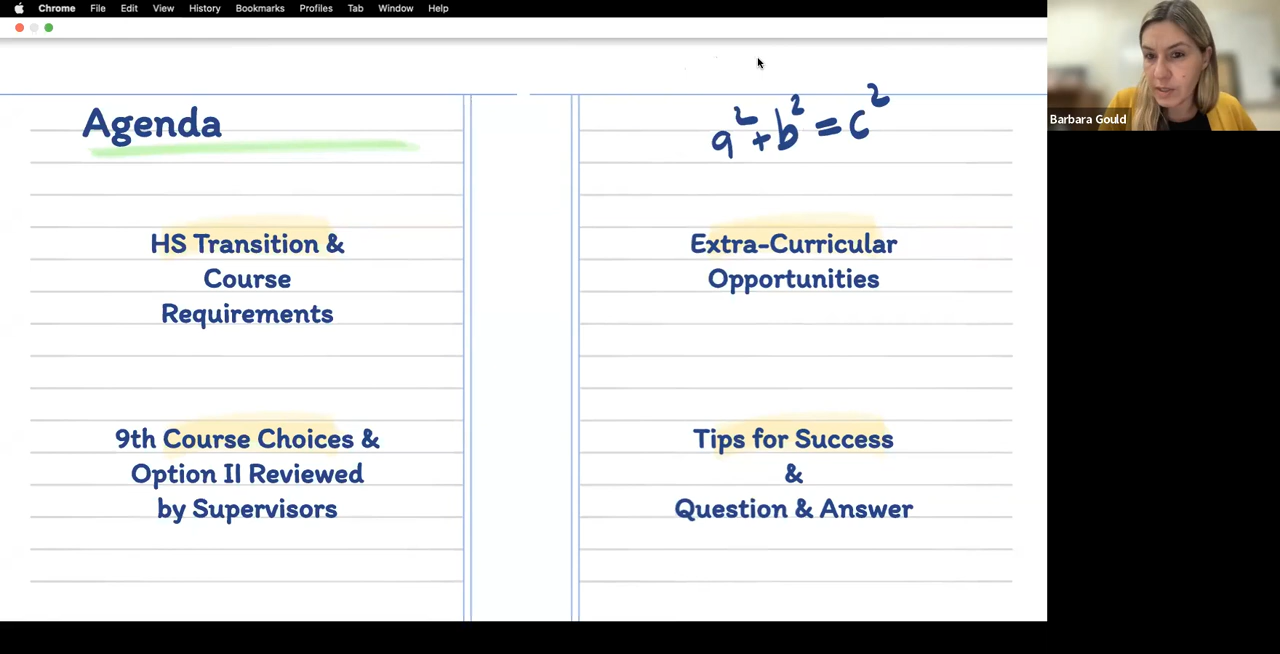 Chrome File Edit View History Bookmarks Profiles Tab Window Help
Agenda
a² + b² = c²
HS Transition &
Course
Requirements
Extra-Curricular
Opportunities
9th Course Choices &
Option II Reviewed
by Supervisors
Tips for Success
&
Question & Answer
Barbara Gould